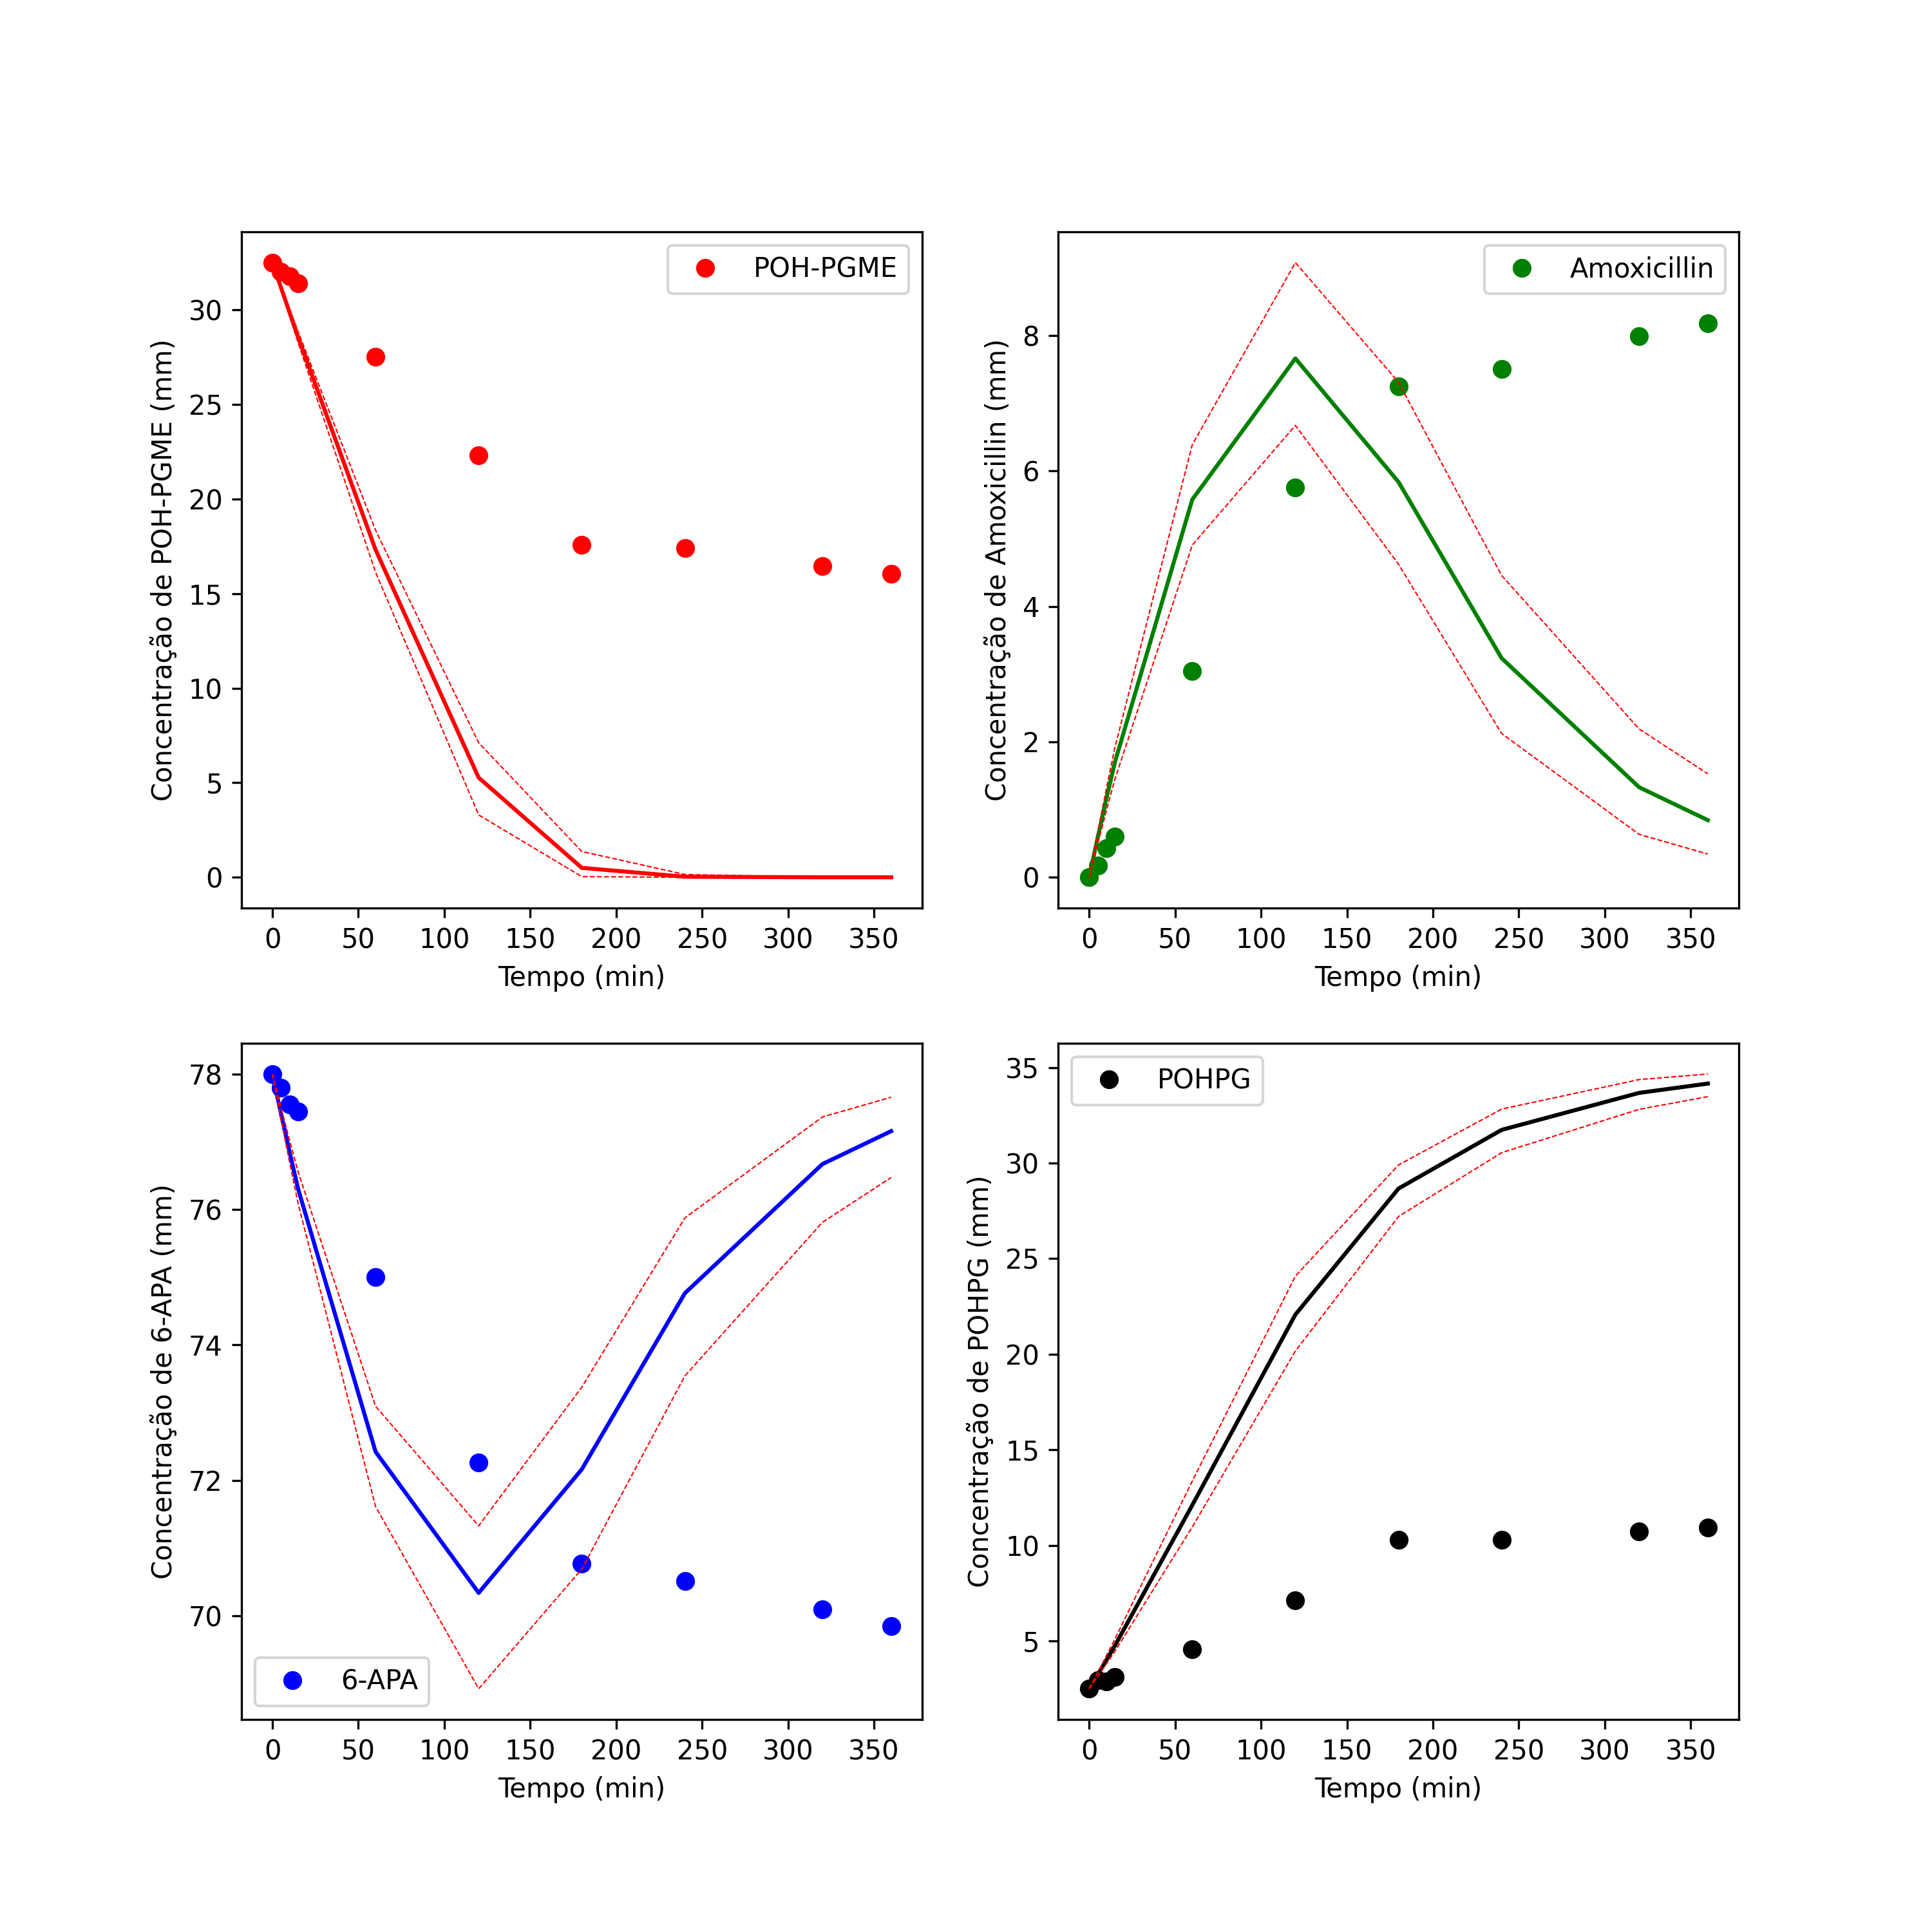 POH-PGME
Concentração de POH-PGME (mm)
30
25
20
15
10
5
0
0 50 100 150 200 250 300 350
Tempo (min)
Amoxicillin
Concentração de Amoxicillin (mm)
8
6
4
2
0
0 50 100 150 200 250 300 350
Tempo (min)
Concentração de 6-APA (mm)
78
76
74
72
70
6-APA
0 50 100 150 200 250 300 350
Tempo (min)
POHPG
Concentração de POHPG (mm)
35
30
25
20
15
10
5
0 50 100 150 200 250 300 350
Tempo (min)